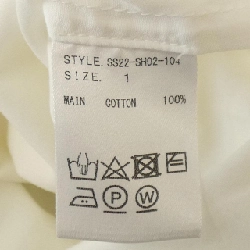 STYLE. SS22-SH02-104
SIZE. 1
MAIN COTTON 100%
P W